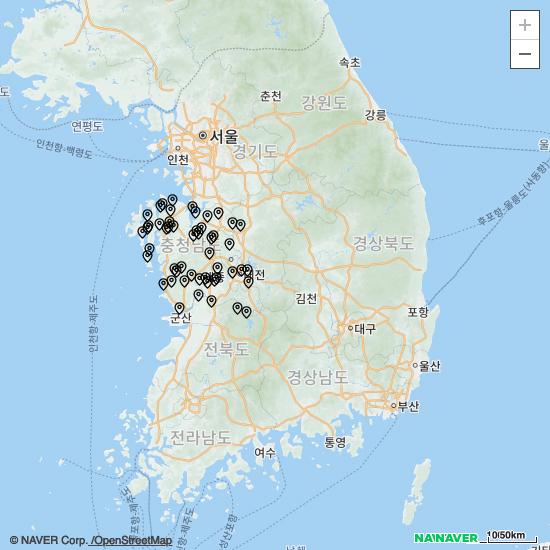 +
−
속초
춘천
강원도
강릉
도
연평도
서울
울
인천
경기도
인천항-백령도
후포항-울릉도(사동항)
충청남도
경상북도
대전
김천
인천항-제주도
군산
포항
대구
전북도
울산
경상남도
부산
전라남도
통영
여수
© NAVER Corp. /OpenStreetMap
NAVER
10/50km